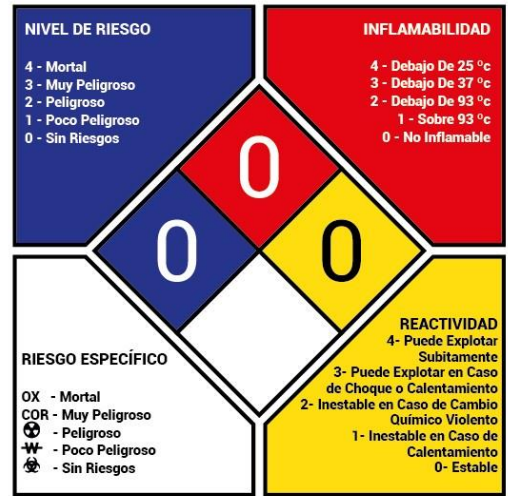 NIVEL DE RIESGO
4 - Mortal
3 - Muy Peligroso
2 - Peligroso
1 - Poco Peligroso
0 - Sin Riesgos
INFLAMABILIDAD
4 - Debajo De 25 ºc
3 - Debajo De 37 ºc
2 - Debajo De 93 ºc
1 - Sobre 93 ºc
0 - No Inflamable
0
0
0
RIESGO ESPECÍFICO
OX - Mortal
COR - Muy Peligroso
☢ - Peligroso
W - Poco Peligroso
☣ - Sin Riesgos
REACTIVIDAD
4- Puede Explotar
Subitamente
3- Puede Explotar en Caso
de Choque o Calentamiento
2- Inestable en Caso de Cambio
Químico Violento
1- Inestable en Caso de
Calentamiento
0- Estable